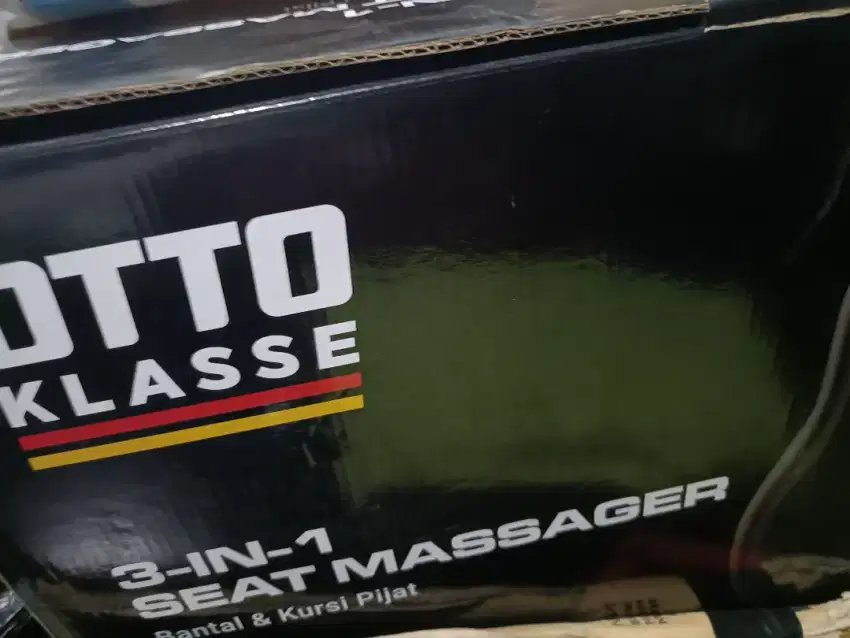 OTTO
KLASSE
3-IN-1
SEAT MASSAGER
Bantal & Kursi Pijat